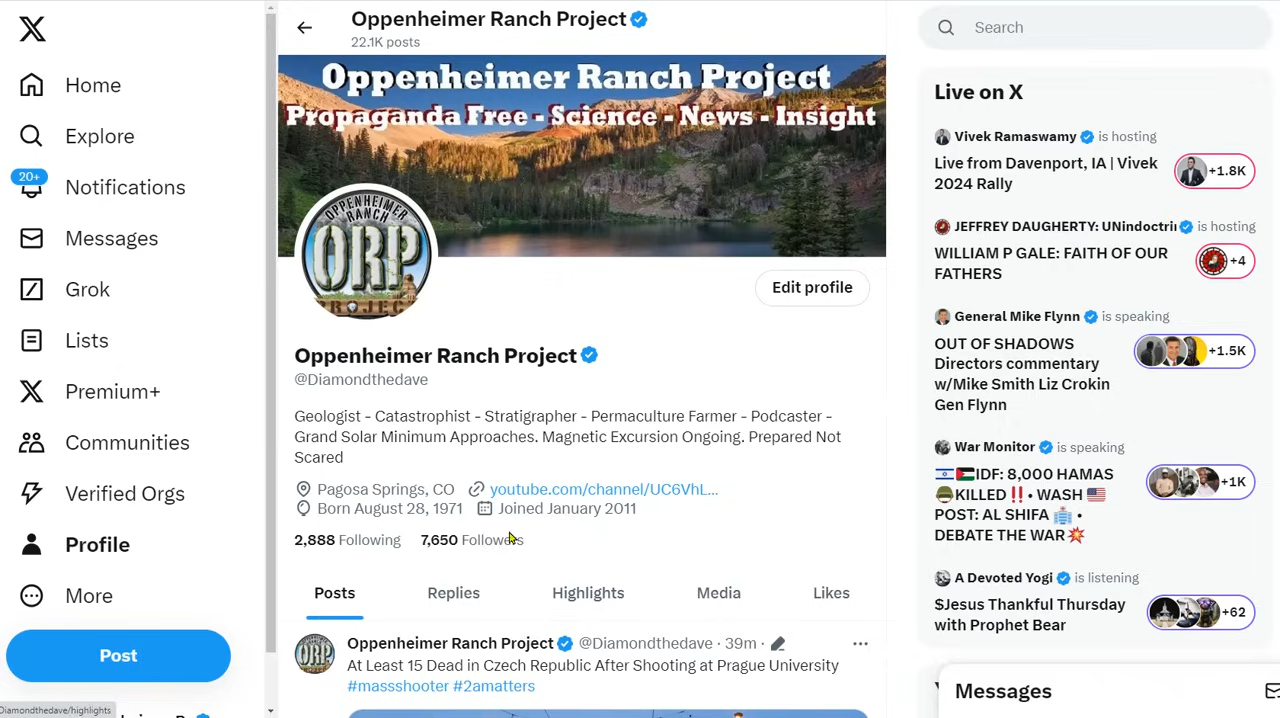 Home
Explore
20+
Notifications
Messages
Grok
Lists
Premium+
Communities
Verified Orgs
Profile
More
Post
Diamondthedave/highlights
Oppenheimer Ranch Project
22.1K posts
Oppenheimer Ranch Project
Propaganda Free - Science - News - Insight
OPPENHEIMER
RANCH
ORP
PROJECT
Edit profile
Oppenheimer Ranch Project
@Diamondthedave
Geologist - Catastrophist - Stratigrapher - Permaculture Farmer - Podcaster -
Grand Solar Minimum Approaches. Magnetic Excursion Ongoing. Prepared Not
Scared
Pagosa Springs, CO youtube.com/channel/UC6VhL...
Born August 28, 1971 Joined January 2011
2,888 Following 7,650 Followers
Posts Replies Highlights Media Likes
Oppenheimer Ranch Project @Diamondthedave · 39m ·
At Least 15 Dead in Czech Republic After Shooting at Prague University
#massshooter #2amatters
Search
Live on X
Vivek Ramaswamy is hosting
Live from Davenport, IA | Vivek
2024 Rally
+1.8K
JEFFREY DAUGHERTY: UNindoctri is hosting
WILLIAM P GALE: FAITH OF OUR
FATHERS
+4
General Mike Flynn is speaking
OUT OF SHADOWS
Directors commentary
w/Mike Smith Liz Crokin
Gen Flynn
+1.5K
War Monitor is speaking
🇮🇱🇵🇸IDF: 8,000 HAMAS
🪖KILLED‼️• WASH 🇺🇸
POST: AL SHIFA 🏥 •
DEBATE THE WAR💥
+1K
A Devoted Yogi is listening
$Jesus Thankful Thursday
with Prophet Bear
+62
Messages